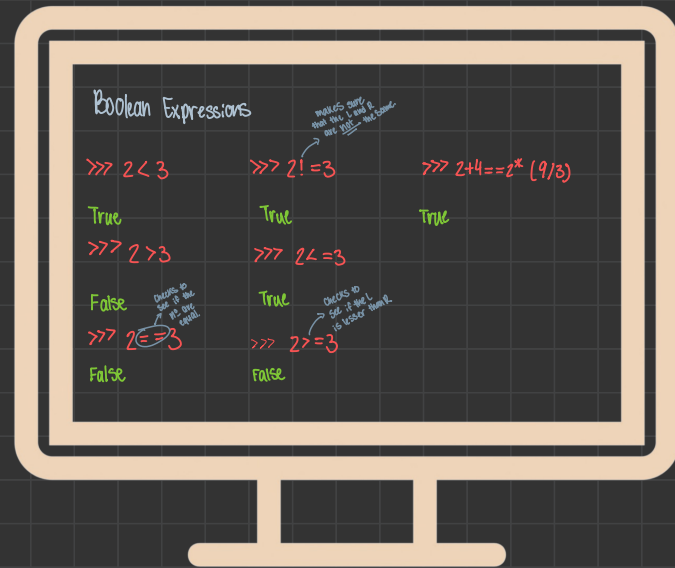 Boolean Expressions
makes sure
that the L and R
are not the same.
>>> 2 < 3
>>> 2! =3
>>> 2+4==2* (9/3)
True
True
True
>>> 2 >3
>>> 2< =3
False
True
checks to
see if the
n° are
equal
checks to
see if the L
is lesser than R
>>> 2= =3
>>> 2> =3
False
False